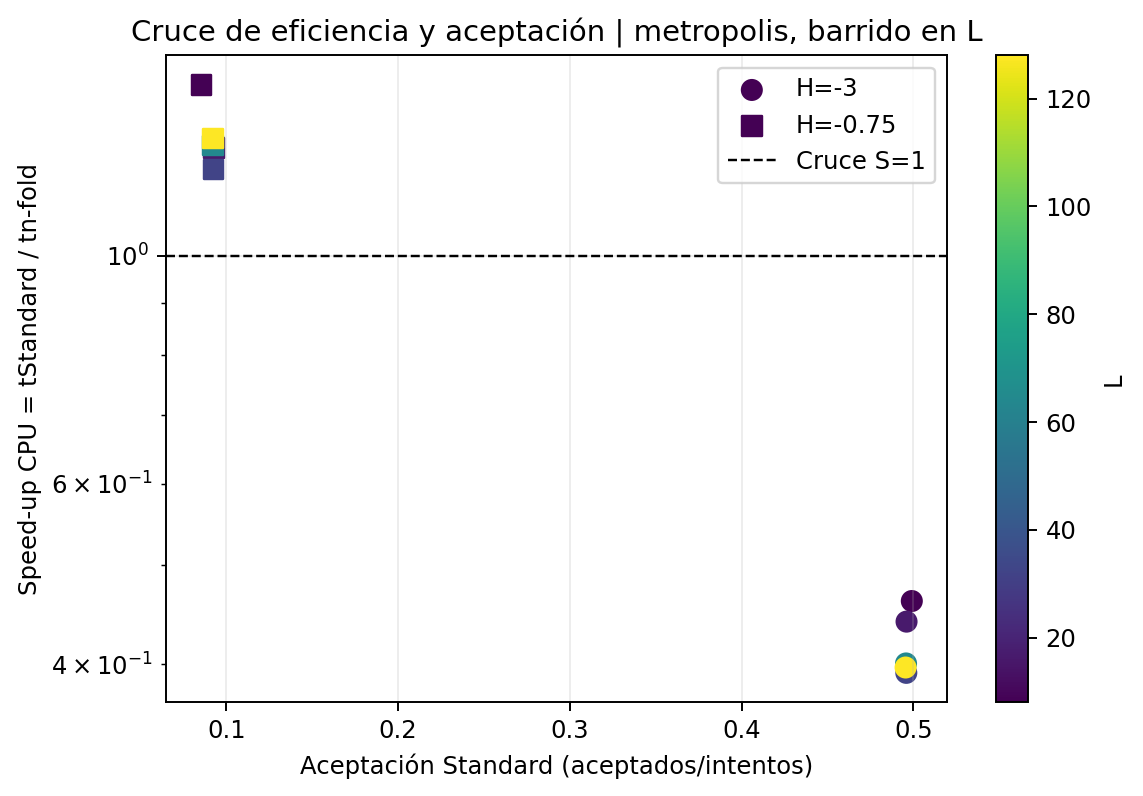 Cruce de eficiencia y aceptación | metropolis, barrido en L
H=-3
H=-0.75
Cruce S=1
Speed-up CPU = tStandard / tn-fold
10⁰
6 × 10⁻¹
4 × 10⁻¹
0.1 0.2 0.3 0.4 0.5
Aceptación Standard (aceptados/intentos)
120
100
80
60
40
20
L